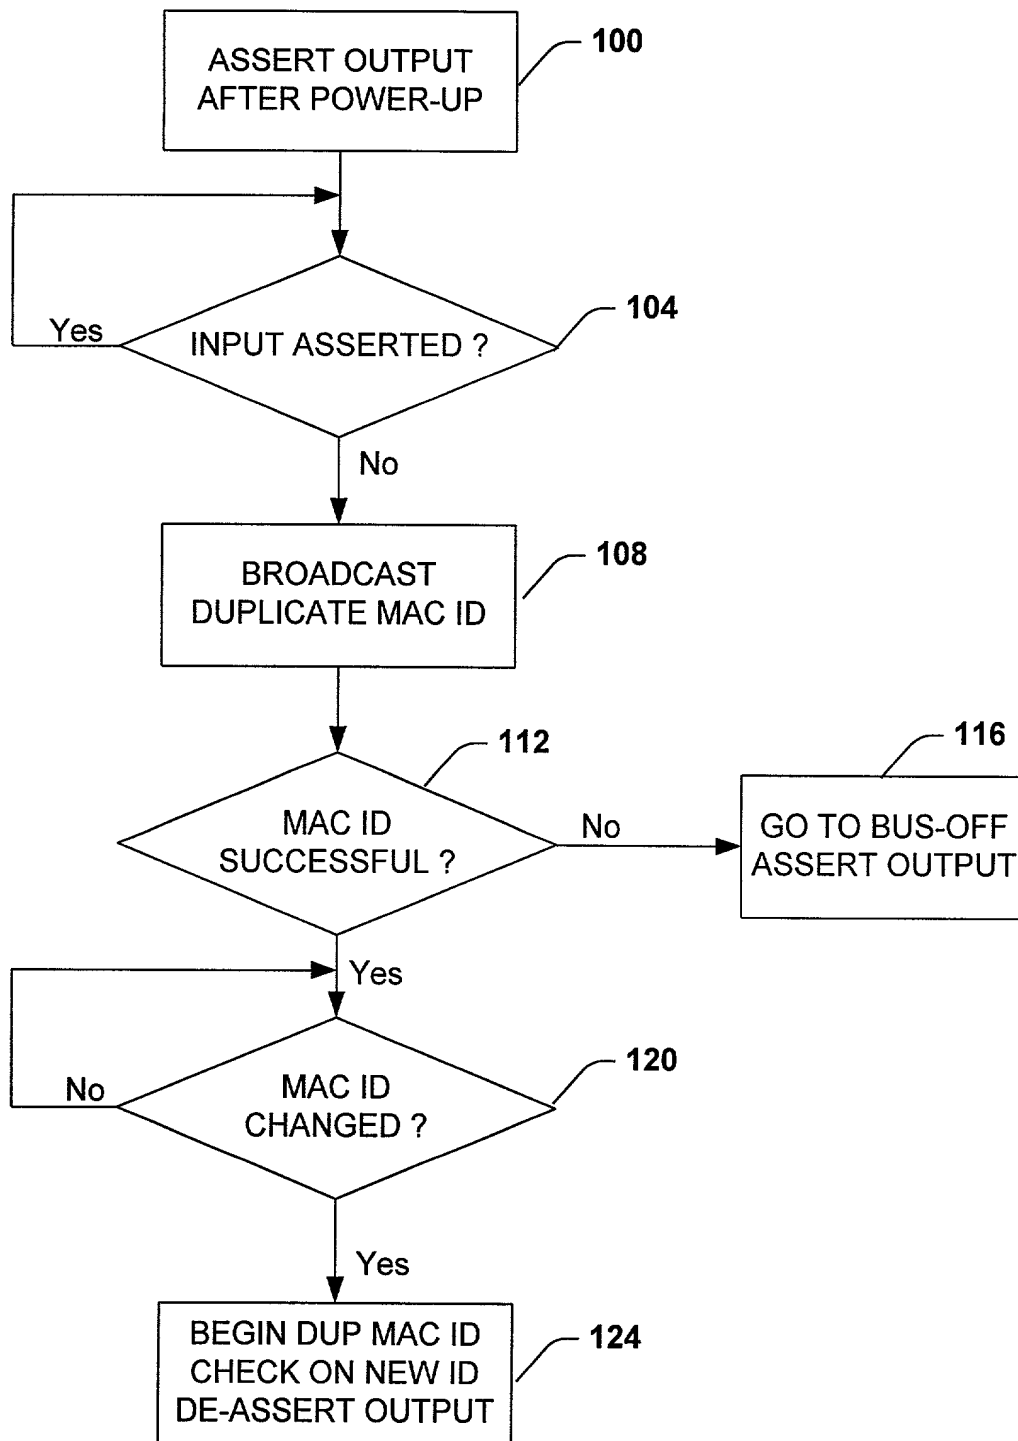 ASSERT OUTPUT
AFTER POWER-UP
100
INPUT ASSERTED ?
104
Yes
No
BROADCAST
DUPLICATE MAC ID
108
MAC ID
SUCCESSFUL ?
112
No
GO TO BUS-OFF
ASSERT OUTPUT
116
Yes
MAC ID
CHANGED ?
120
No
Yes
BEGIN DUP MAC ID
CHECK ON NEW ID
DE-ASSERT OUTPUT
124